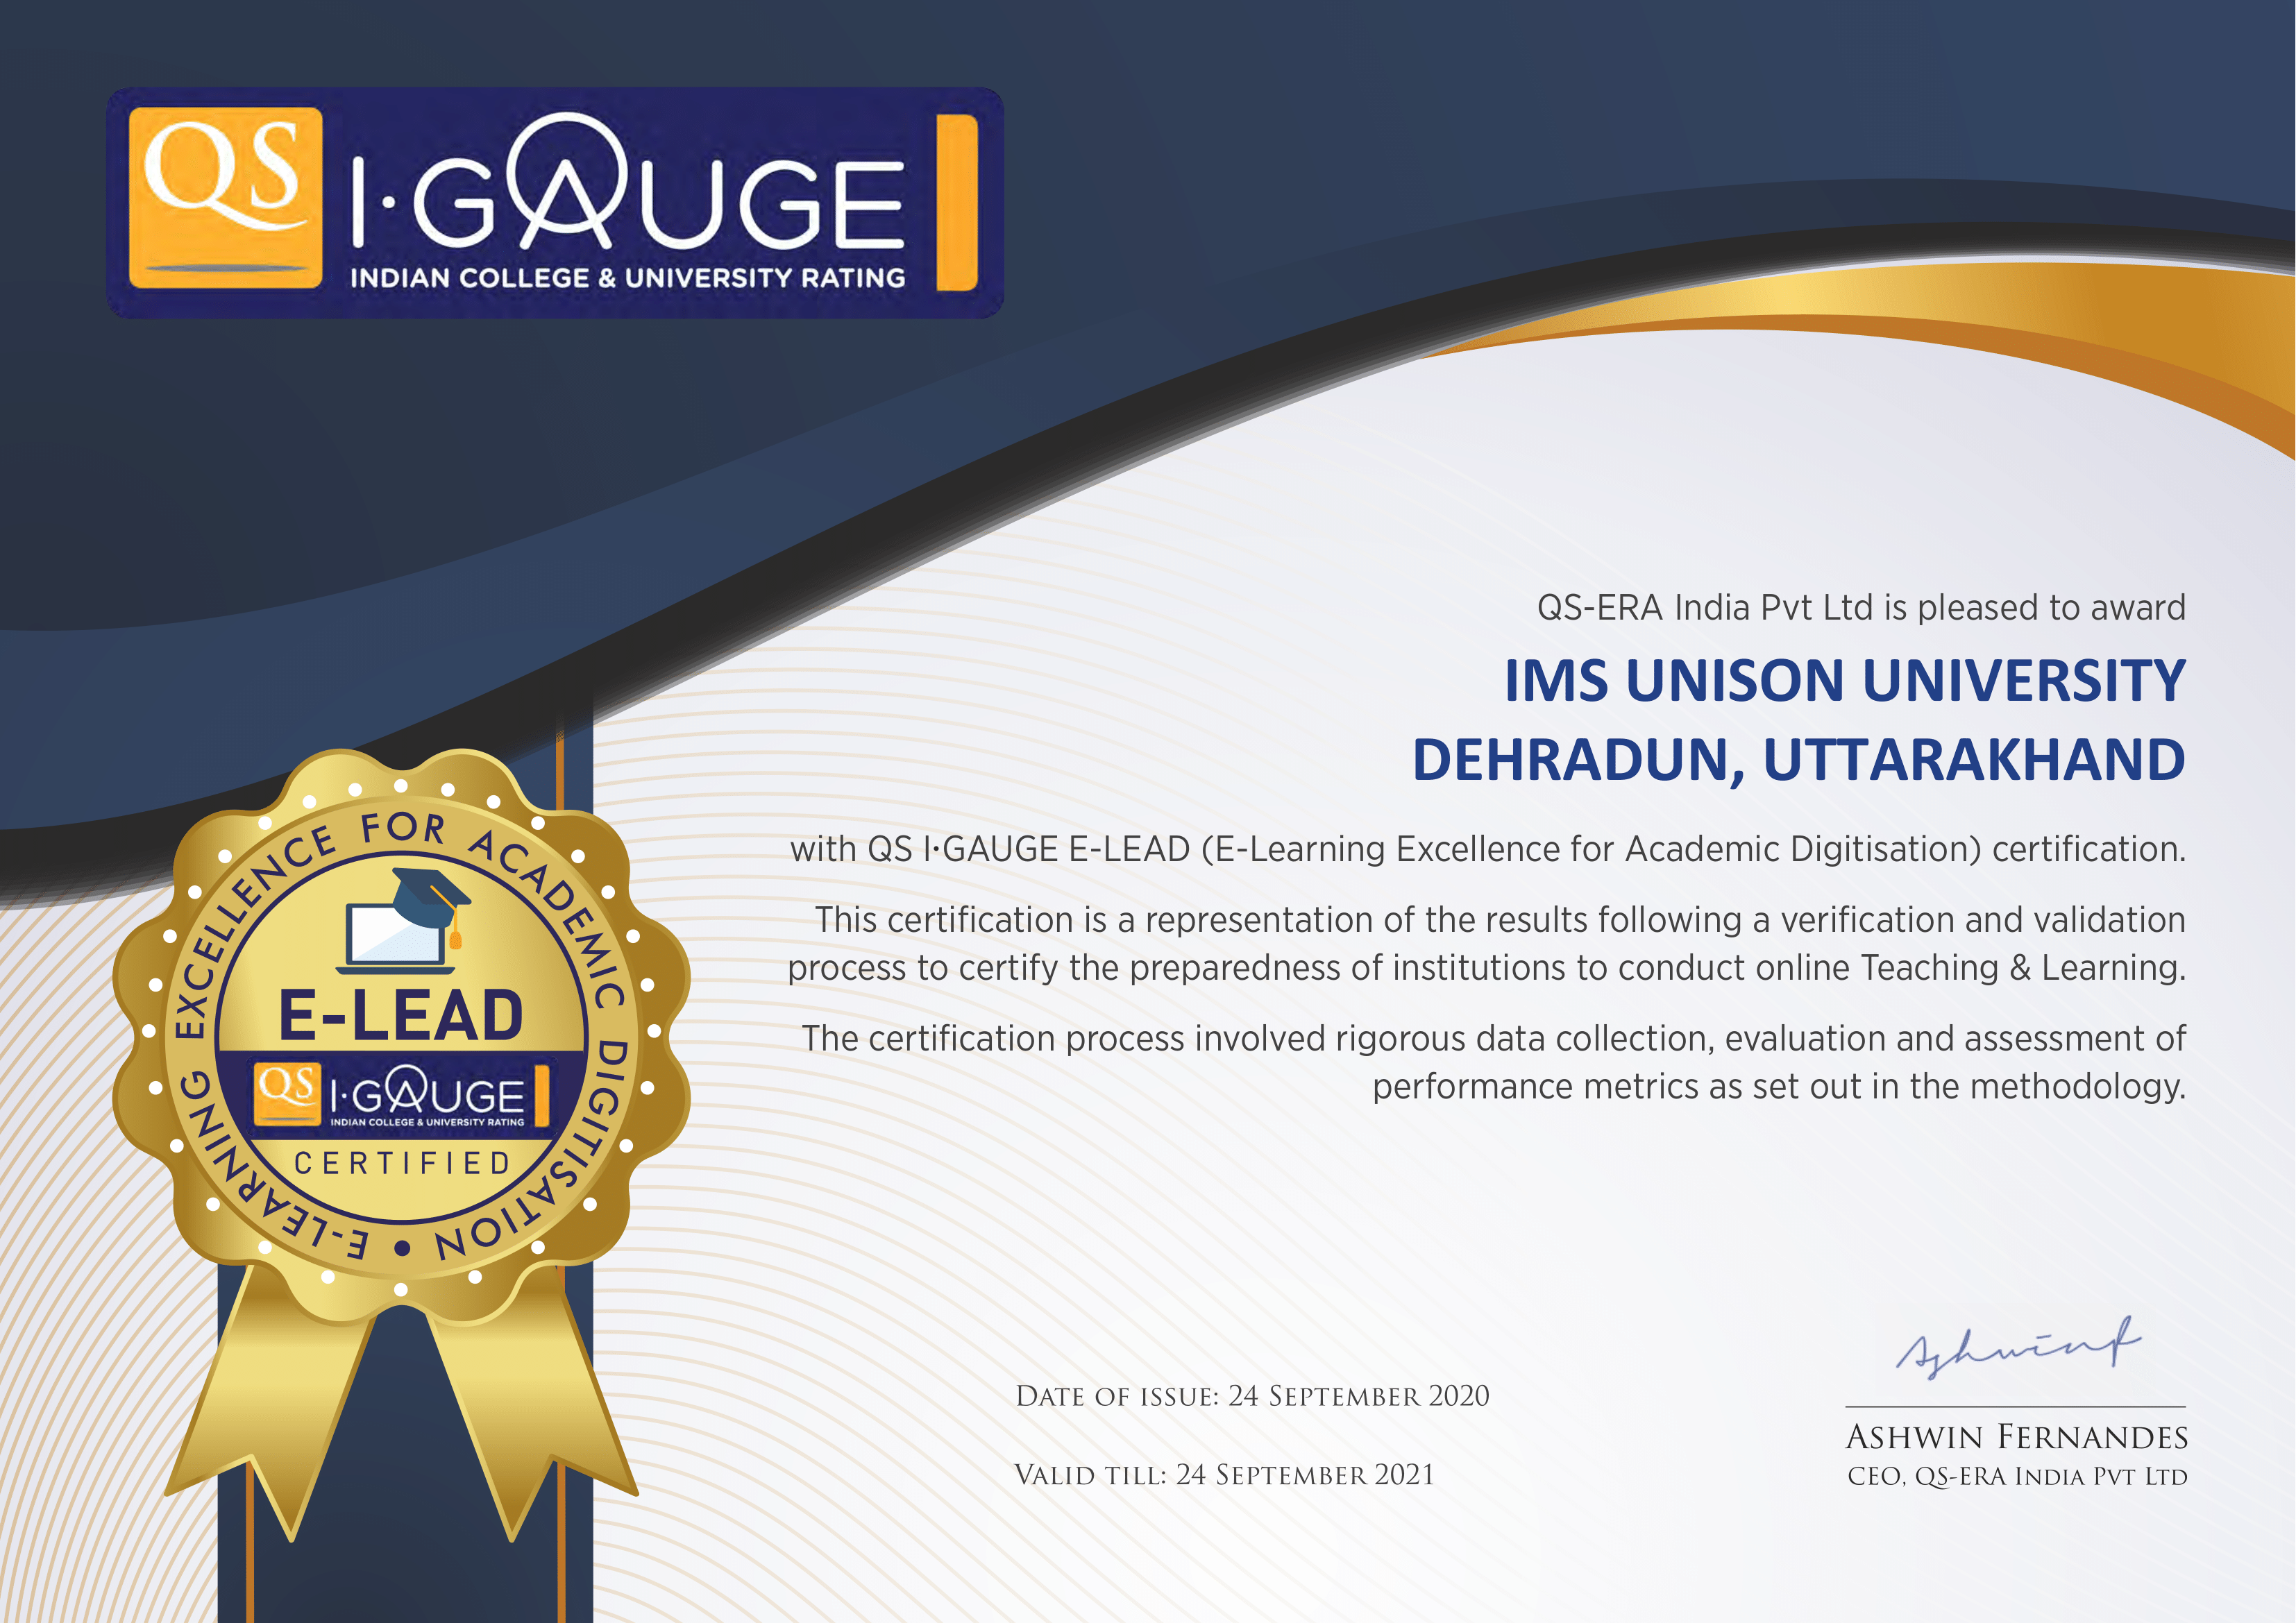 QS I·GAUGE
INDIAN COLLEGE & UNIVERSITY RATING
QS-ERA India Pvt Ltd is pleased to award
IMS UNISON UNIVERSITY
DEHRADUN, UTTARAKHAND
with QS I·GAUGE E-LEAD (E-Learning Excellence for Academic Digitisation) certification.
This certification is a representation of the results following a verification and validation
process to certify the preparedness of institutions to conduct online Teaching & Learning.
The certification process involved rigorous data collection, evaluation and assessment of
performance metrics as set out in the methodology.
E-LEARNING EXCELLENCE FOR ACADEMIC DIGITISATION •
E-LEAD
QS I·GAUGE
INDIAN COLLEGE & UNIVERSITY RATING
CERTIFIED
DATE OF ISSUE: 24 SEPTEMBER 2020
VALID TILL: 24 SEPTEMBER 2021
Ashwinf
ASHWIN FERNANDES
CEO, QS-ERA INDIA PVT LTD